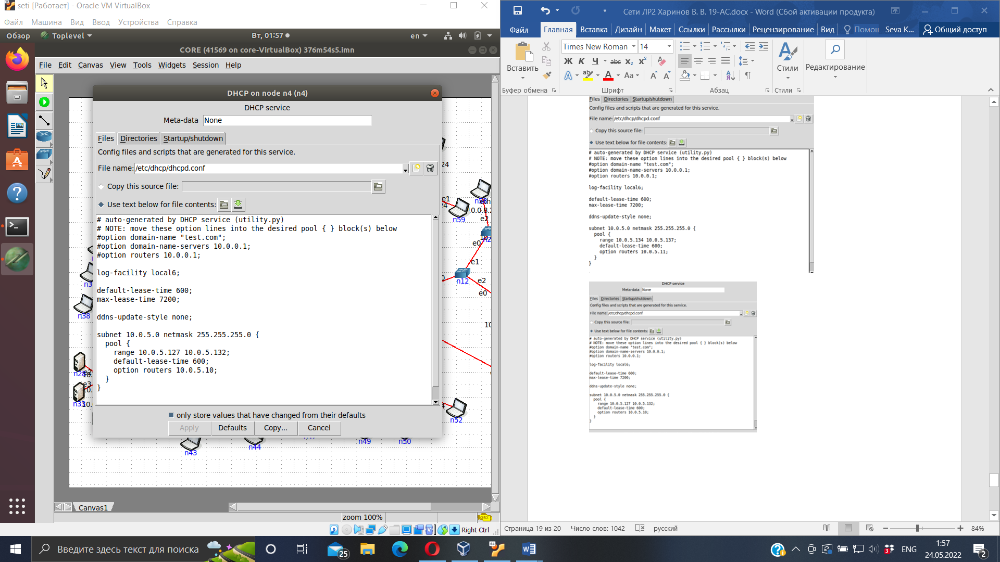 seti [Работает] - Oracle VM VirtualBox
Файл Машина Вид Ввод Устройства Справка
Обзор Toplevel Вт, 01:57 en
CORE (41569 on core-VirtualBox) 376m54s5.imn
File Edit Canvas View Tools Widgets Session Help
DHCP on node n4 (n4)
DHCP service
Meta-data None
Files Directories Startup/shutdown
Config files and scripts that are generated for this service.
File name: /etc/dhcp/dhcpd.conf
Copy this source file:
Use text below for file contents:
# auto-generated by DHCP service (utility.py)
# NOTE: move these option lines into the desired pool { } block(s) below
#option domain-name "test.com";
#option domain-name-servers 10.0.0.1;
#option routers 10.0.0.1;
log-facility local6;
default-lease-time 600;
max-lease-time 7200;
ddns-update-style none;
subnet 10.0.5.0 netmask 255.255.255.0 {
pool {
range 10.0.5.127 10.0.5.132;
default-lease-time 600;
option routers 10.0.5.10;
}
}
only store values that have changed from their defaults
Apply Defaults Copy... Cancel
24
e1
n59
e2
e0
e1
n12
e2
e0
10
n38
n28
e3
n33
10.
n52
n43
n44
n49
n50
Canvas1
zoom 100%
CHECK
Right Ctrl
Сети ЛР2 Харинов В. В. 19-АС.docx - Word (Сбой активации продукта)
Файл Главная Вставка Дизайн Макет Ссылки Рассылки Рецензирование Вид Помощ Seva K... Общий доступ
Вставить
Times New Roman 14
Ж К Ч abc x₂ x²
A aby A Aa A A
Стили
Редактирование
Буфер обмена Шрифт Абзац Стили
Files Directories Startup/shutdown
Config files and scripts that are generated for this service.
File name: /etc/dhcp/dhcpd.conf
Copy this source file:
Use text below for file contents:
# auto-generated by DHCP service (utility.py)
# NOTE: move these option lines into the desired pool { } block(s) below
#option domain-name "test.com";
#option domain-name-servers 10.0.0.1;
#option routers 10.0.0.1;
log-facility local6;
default-lease-time 600;
max-lease-time 7200;
ddns-update-style none;
subnet 10.0.5.0 netmask 255.255.255.0 {
pool {
range 10.0.5.134 10.0.5.137;
default-lease-time 600;
option routers 10.0.5.11;
}
}
DHCP service
Meta-data None
Files Directories Startup/shutdown
Config files and scripts that are generated for this service.
File name: /etc/dhcp/dhcpd.conf
Copy this source file:
Use text below for file contents:
# auto-generated by DHCP service (utility.py)
# NOTE: move these option lines into the desired pool { } block(s) below
#option domain-name "test.com";
#option domain-name-servers 10.0.0.1;
#option routers 10.0.0.1;
log-facility local6;
default-lease-time 600;
max-lease-time 7200;
ddns-update-style none;
subnet 10.0.5.0 netmask 255.255.255.0 {
pool {
range 10.0.5.127 10.0.5.132;
default-lease-time 600;
option routers 10.0.5.10;
}
}
Страница 19 из 20 Число слов: 1042 русский 84%
Введите здесь текст для поиска
25
64
3
ENG
1:57
24.05.2022
2